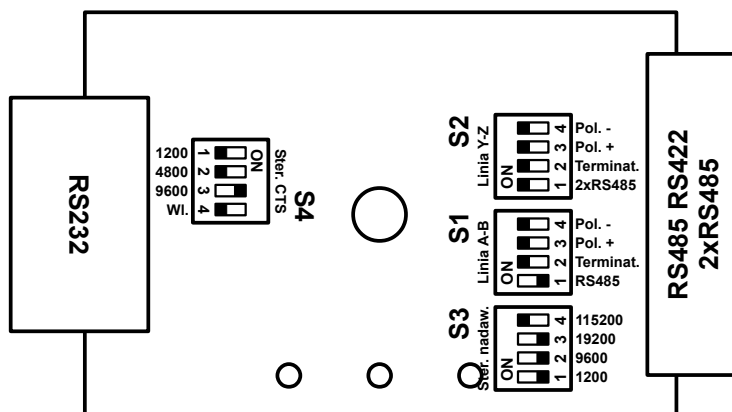 RS232
1200
4800
9600
Wl.
1 2 3 4
ON
Ster. CTS
S4
S2
Linia Y-Z
ON
4 Pol. -
3 Pol. +
2 Terminat.
1 2xRS485
S1
Linia A-B
ON
4 Pol. -
3 Pol. +
2 Terminat.
1 RS485
S3
Ster. nadaw.
ON
4 115200
3 19200
2 9600
1 1200
RS485 RS422
2xRS485